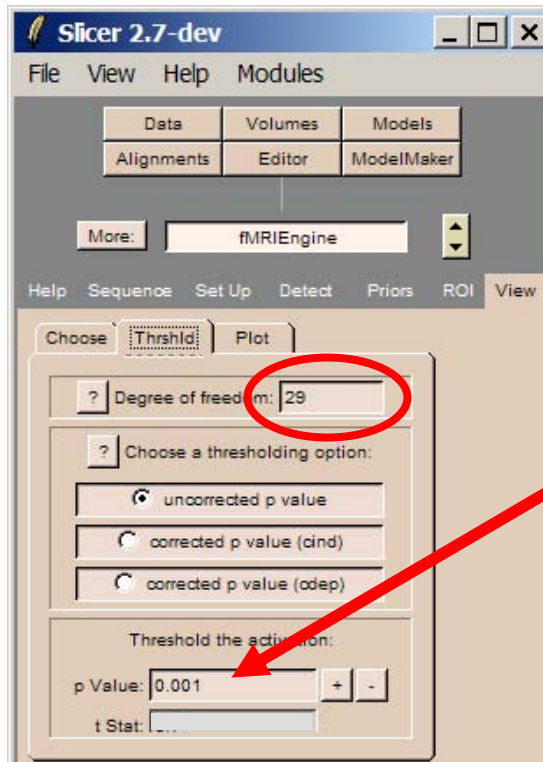 Slicer 2.7-dev
File View Help Modules
Data Volumes Models
Alignments Editor ModelMaker
More: fMRIEngine
Help Sequence Set Up Detect Priors ROI View
Choose Thrshld Plot
? Degree of freedom: 29
? Choose a thresholding option:
uncorrected p value
corrected p value (cind)
corrected p value (cdep)
Threshold the activation:
p Value: 0.001 + -
t Stat: